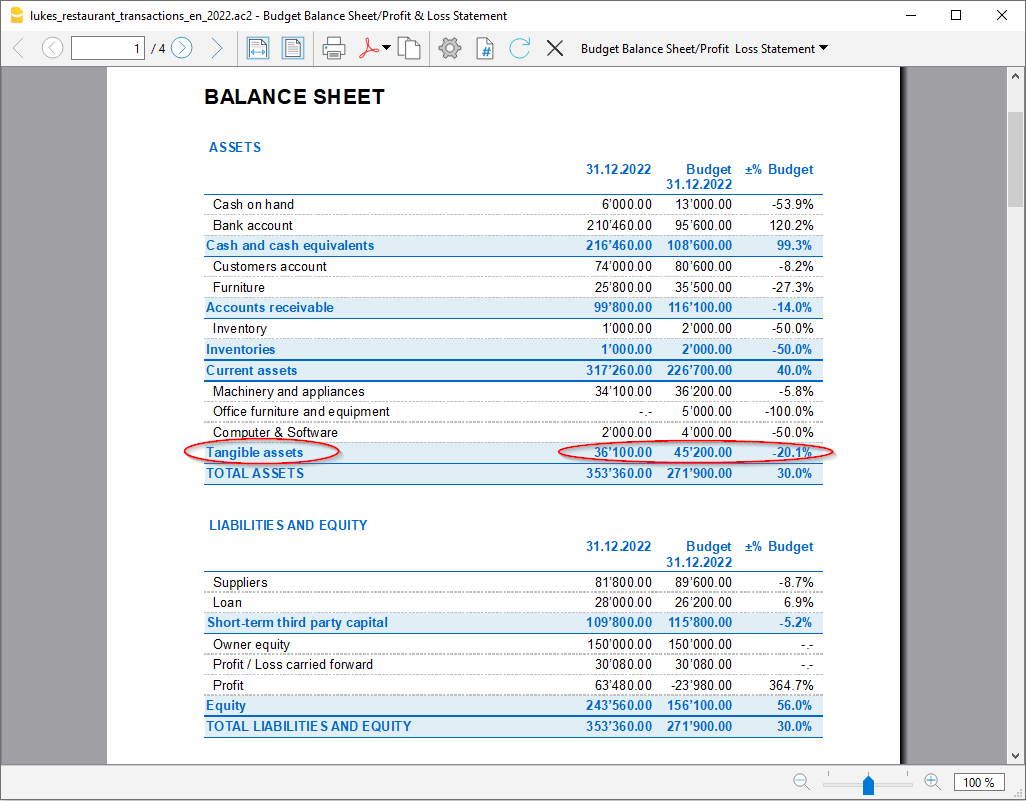 lukes_restaurant_transactions_en_2022.ac2 - Budget Balance Sheet/Profit & Loss Statement
1 / 4 Budget Balance Sheet/Profit Loss Statement
BALANCE SHEET
ASSETS
31.12.2022 Budget ±% Budget
31.12.2022
Cash on hand 6'000.00 13'000.00 -53.9%
Bank account 210'460.00 95'600.00 120.2%
Cash and cash equivalents 216'460.00 108'600.00 99.3%
Customers account 74'000.00 80'600.00 -8.2%
Furniture 25'800.00 35'500.00 -27.3%
Accounts receivable 99'800.00 116'100.00 -14.0%
Inventory 1'000.00 2'000.00 -50.0%
Inventories 1'000.00 2'000.00 -50.0%
Current assets 317'260.00 226'700.00 40.0%
Machinery and appliances 34'100.00 36'200.00 -5.8%
Office furniture and equipment -.- 5'000.00 -100.0%
Computer & Software 2'000.00 4'000.00 -50.0%
Tangible assets 36'100.00 45'200.00 -20.1%
TOTAL ASSETS 353'360.00 271'900.00 30.0%
LIABILITIES AND EQUITY
31.12.2022 Budget ±% Budget
31.12.2022
Suppliers 81'800.00 89'600.00 -8.7%
Loan 28'000.00 26'200.00 6.9%
Short-term third party capital 109'800.00 115'800.00 -5.2%
Owner equity 150'000.00 150'000.00 -.-
Profit / Loss carried forward 30'080.00 30'080.00 -.-
Profit 63'480.00 -23'980.00 364.7%
Equity 243'560.00 156'100.00 56.0%
TOTAL LIABILITIES AND EQUITY 353'360.00 271'900.00 30.0%
100 %